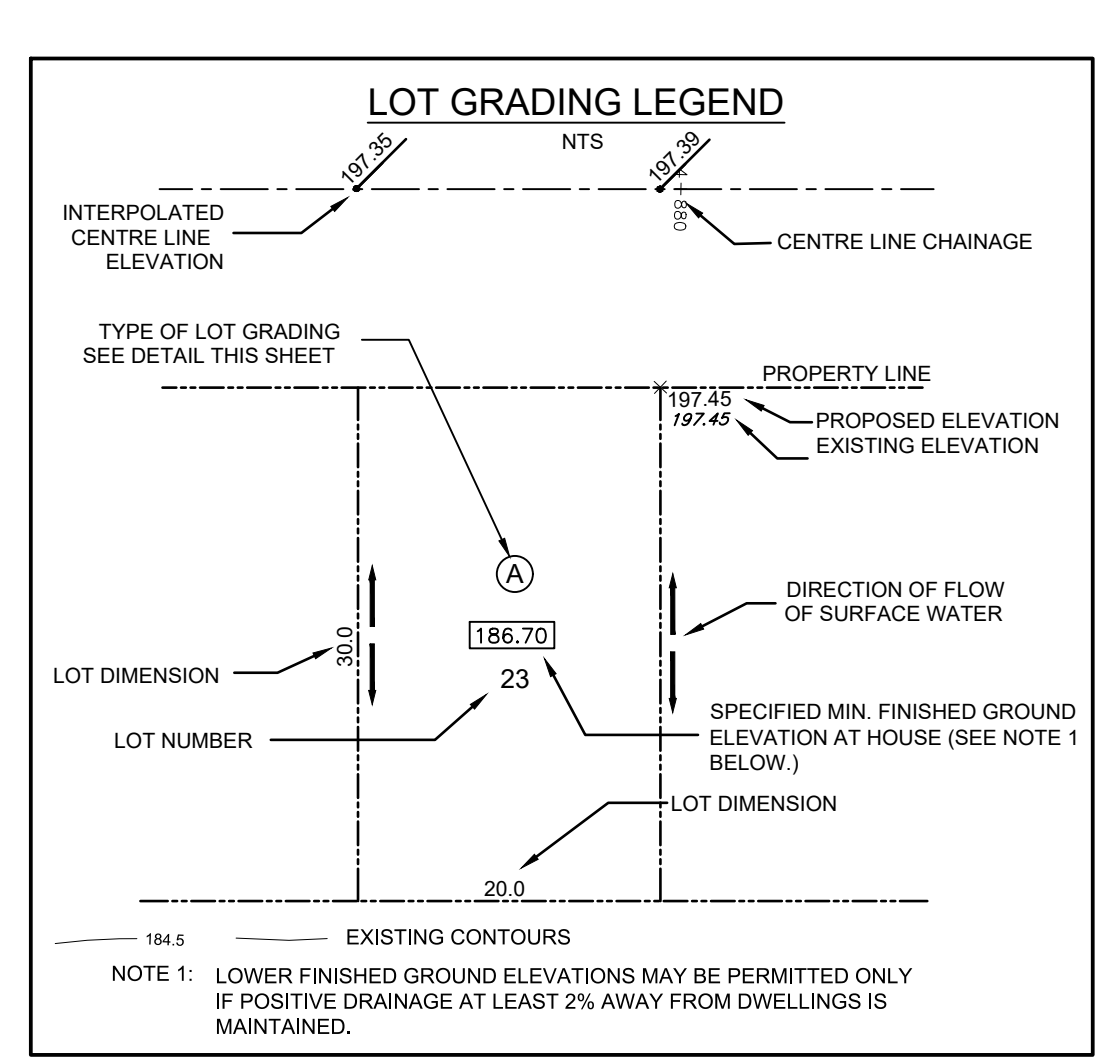 LOT GRADING LEGEND
NTS
197.35
197.39
INTERPOLATED
CENTRE LINE
ELEVATION
880
CENTRE LINE CHAINAGE
TYPE OF LOT GRADING
SEE DETAIL THIS SHEET
PROPERTY LINE
197.45
197.45
PROPOSED ELEVATION
EXISTING ELEVATION
A
186.70
23
30.0
DIRECTION OF FLOW
OF SURFACE WATER
LOT DIMENSION
LOT NUMBER
SPECIFIED MIN. FINISHED GROUND
ELEVATION AT HOUSE (SEE NOTE 1
BELOW.)
LOT DIMENSION
20.0
184.5
EXISTING CONTOURS
NOTE 1: LOWER FINISHED GROUND ELEVATIONS MAY BE PERMITTED ONLY
IF POSITIVE DRAINAGE AT LEAST 2% AWAY FROM DWELLINGS IS
MAINTAINED.